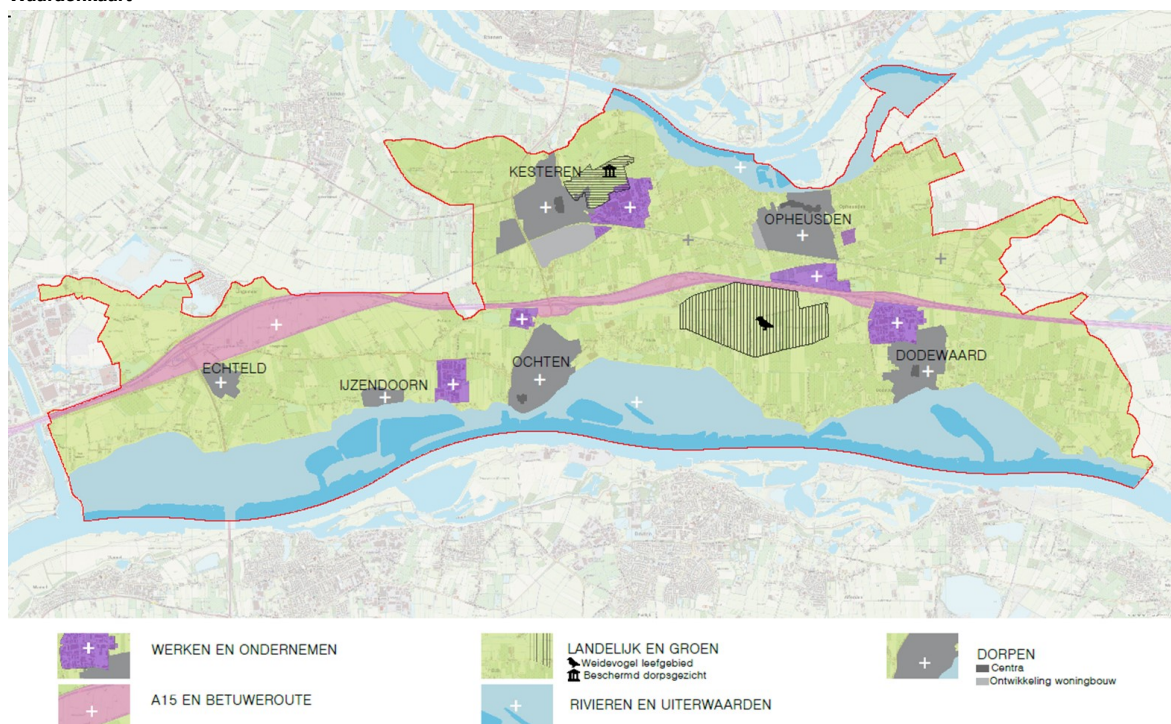 KESTEREN
OPHEUSDEN
ECHTELD
IJZENDOORN
OCHTEN
DODEWAARD
WERKEN EN ONDERNEMEN
A15 EN BETUWEROUTE
LANDELIJK EN GROEN
Weidevogel leefgebied
Beschermd dorpsgezicht
RIVIEREN EN UITERWAARDEN
DORPEN
Centra
Ontwikkeling woningbouw